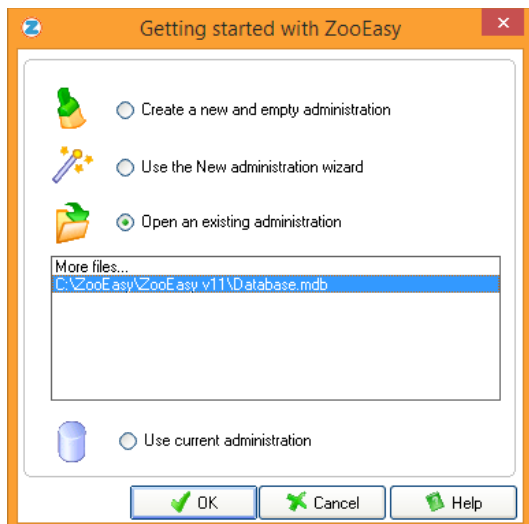 Getting started with ZooEasy
Create a new and empty administration
Use the New administration wizard
Open an existing administration
More files...
C:\ZooEasy\ZooEasy v11\Database.mdb
Use current administration
OK
Cancel
Help